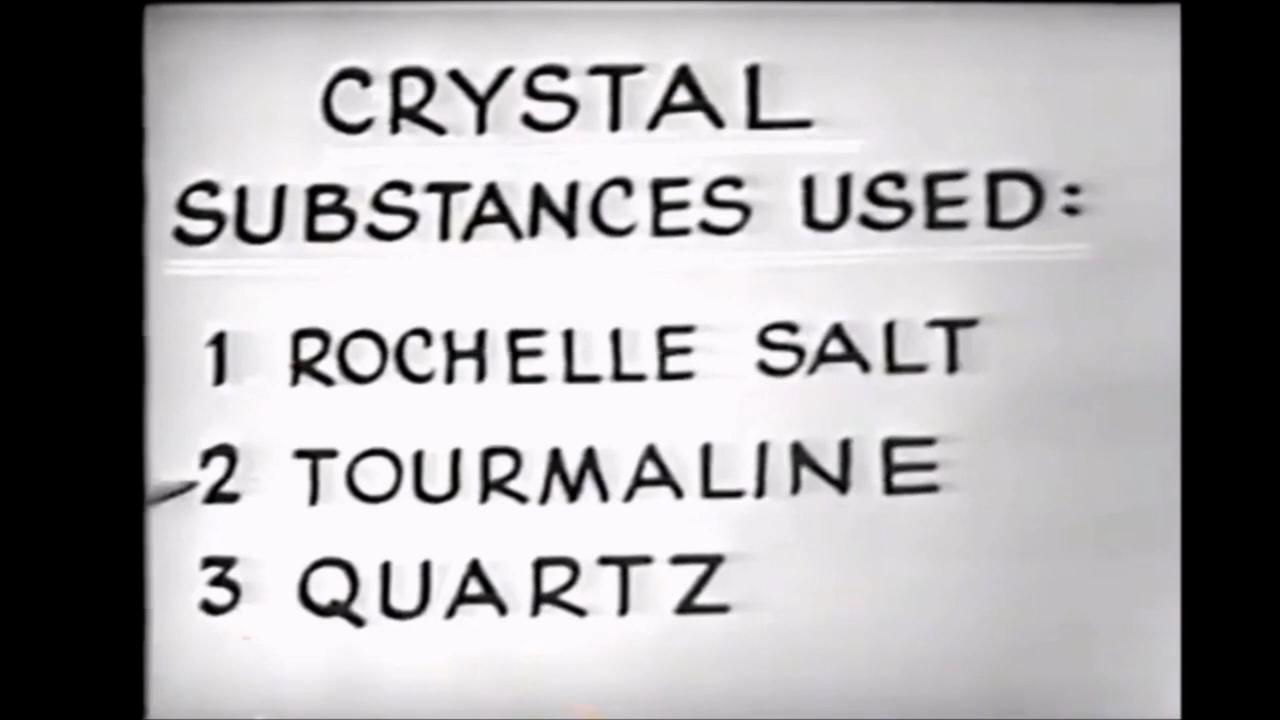 CRYSTAL
SUBSTANCES USED:
1 ROCHELLE SALT
2 TOURMALINE
3 QUARTZ